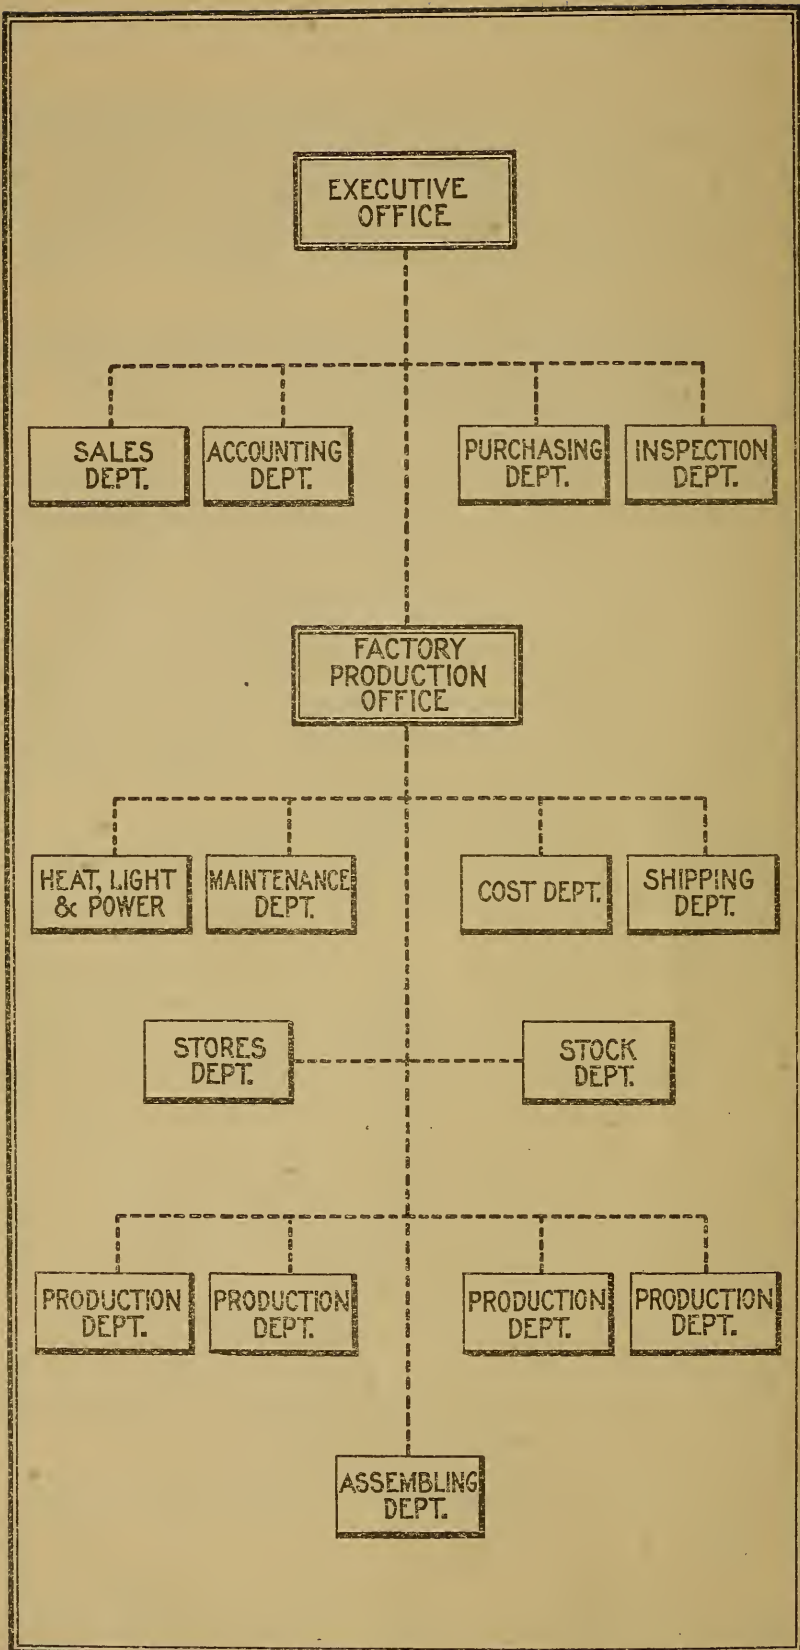 EXECUTIVE
OFFICE
SALES
DEPT.
ACCOUNTING
DEPT.
PURCHASING
DEPT.
INSPECTION
DEPT.
FACTORY
PRODUCTION
OFFICE
HEAT, LIGHT
& POWER
MAINTENANCE
DEPT.
COST DEPT.
SHIPPING
DEPT.
STORES
DEPT.
STOCK
DEPT.
PRODUCTION
DEPT.
PRODUCTION
DEPT.
PRODUCTION
DEPT.
PRODUCTION
DEPT.
ASSEMBLING
DEPT.